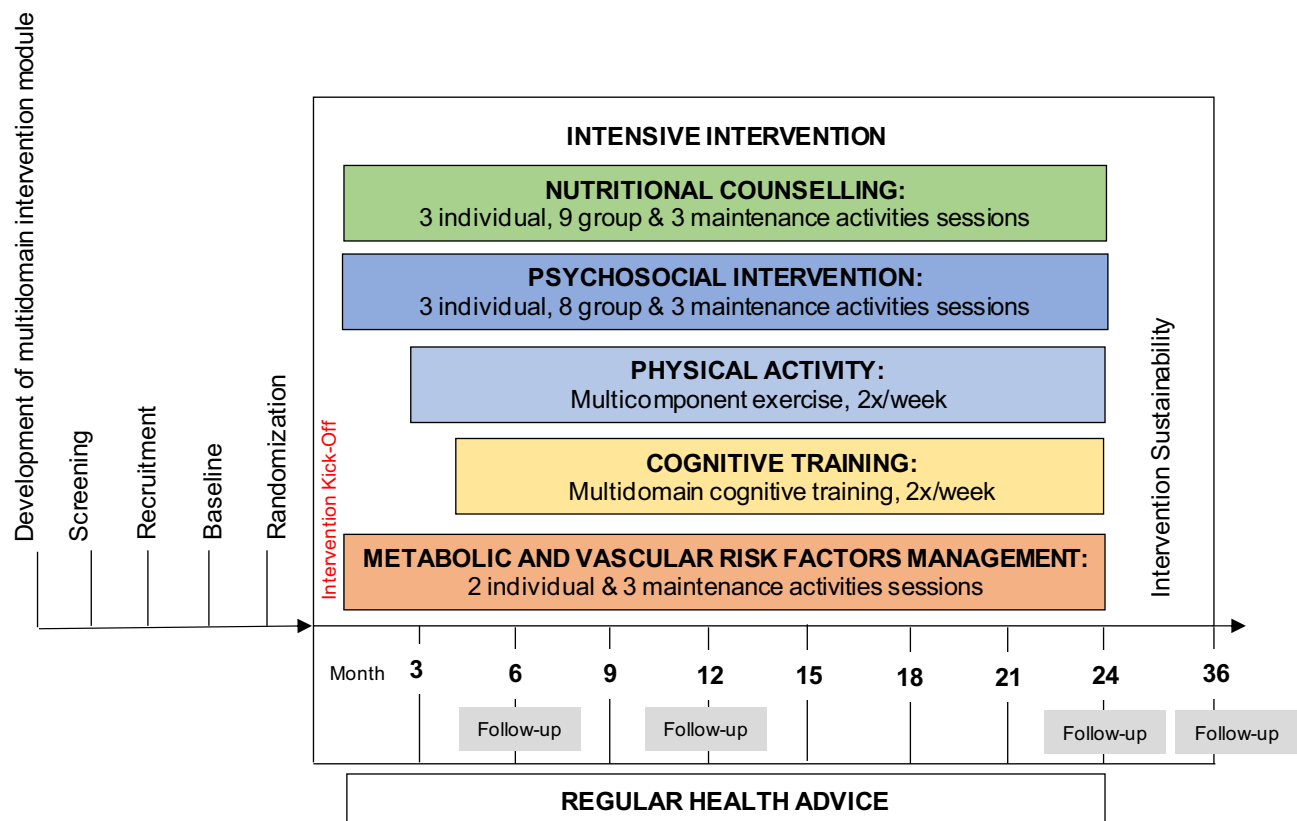 Development of multidomain intervention module
Screening
Recruitment
Baseline
Randomization
Intervention Kick-Off
INTENSIVE INTERVENTION
NUTRITIONAL COUNSELLING:
3 individual, 9 group & 3 maintenance activities sessions
PSYCHOSOCIAL INTERVENTION:
3 individual, 8 group & 3 maintenance activities sessions
PHYSICAL ACTIVITY:
Multicomponent exercise, 2x/week
COGNITIVE TRAINING:
Multidomain cognitive training, 2x/week
METABOLIC AND VASCULAR RISK FACTORS MANAGEMENT:
2 individual & 3 maintenance activities sessions
Intervention Sustainability
Month 3 6 9 12 15 18 21 24 36
Follow-up Follow-up Follow-up Follow-up
REGULAR HEALTH ADVICE